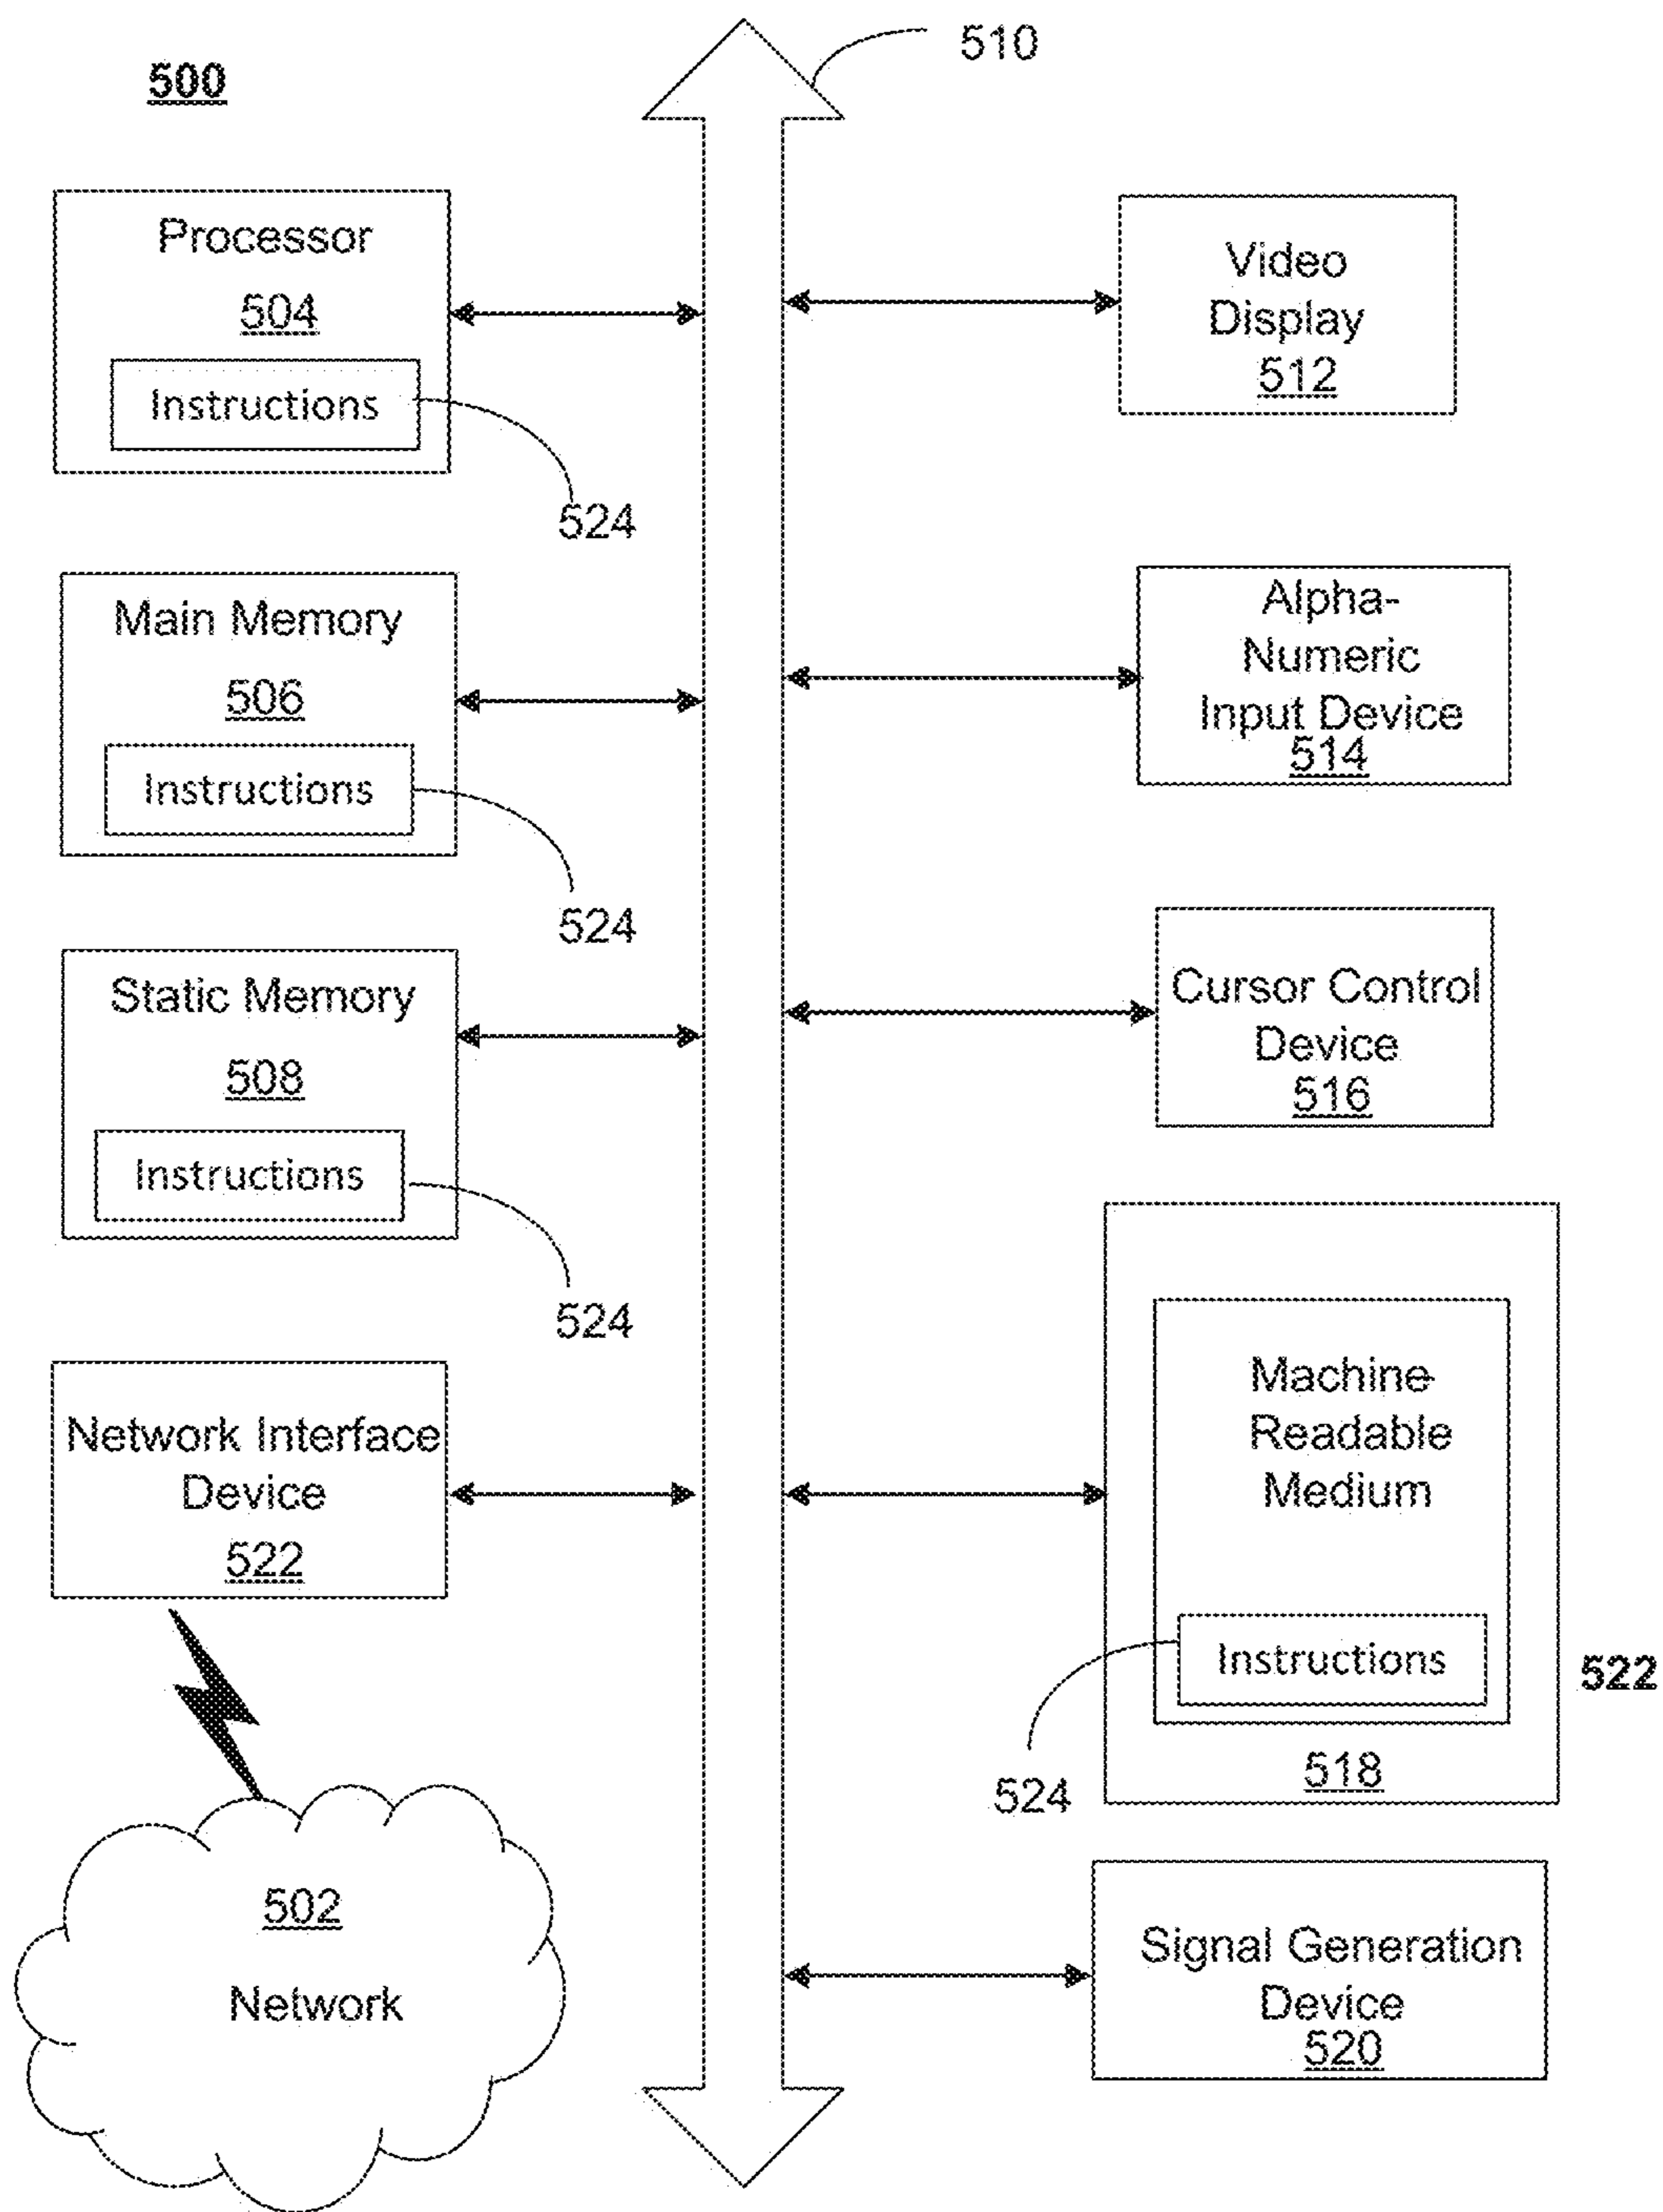 510
500
Processor
504
Instructions
524
Main Memory
506
Instructions
524
Static Memory
508
Instructions
524
Network Interface
Device
522
502
Network
Video
Display
512
Alpha-
Numeric
Input Device
514
Cursor Control
Device
516
Machine-
Readable
Medium
Instructions
522
524
518
Signal Generation
Device
520